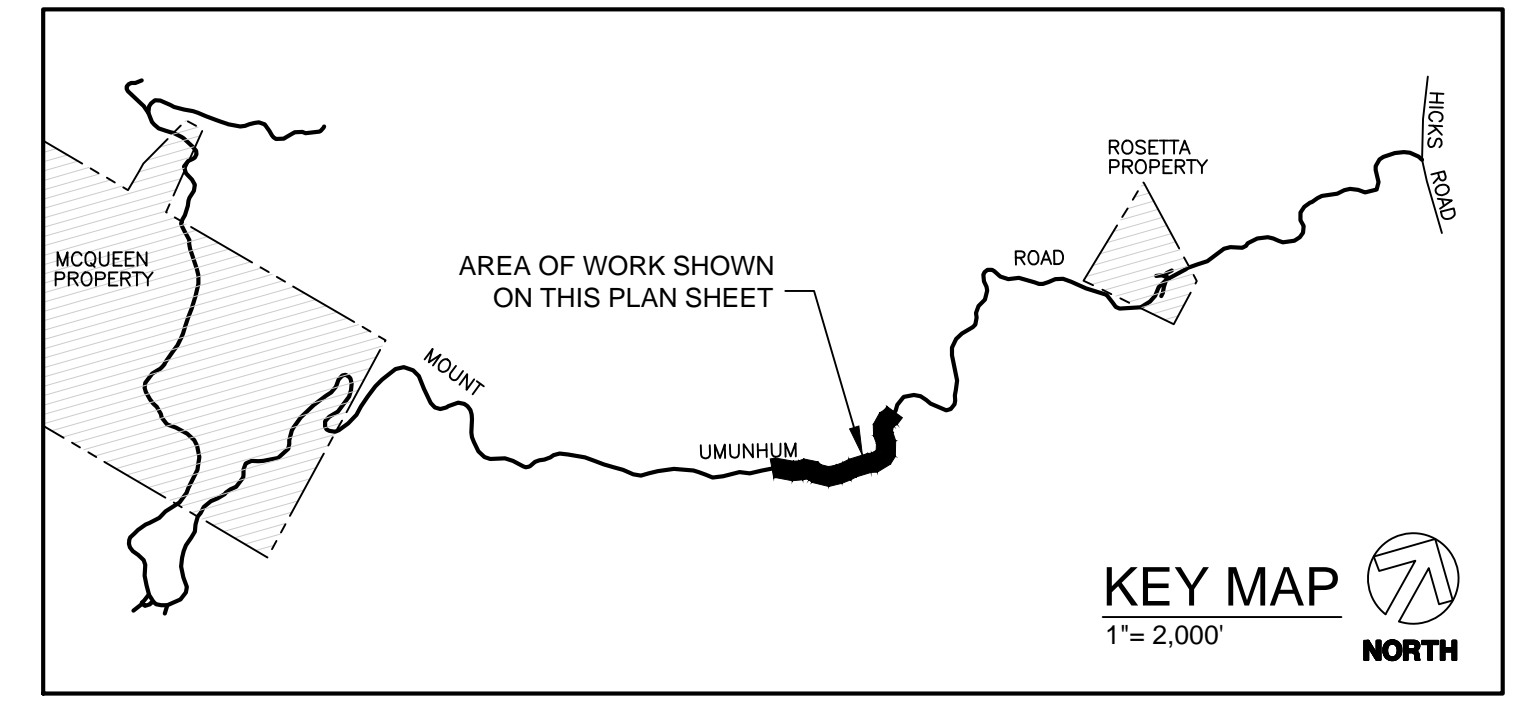 HICKS
ROAD
ROSETTA
PROPERTY
MCQUEEN
PROPERTY
AREA OF WORK SHOWN
ON THIS PLAN SHEET
ROAD
MOUNT
UMUNHUM
KEY MAP
1"= 2,000'
NORTH